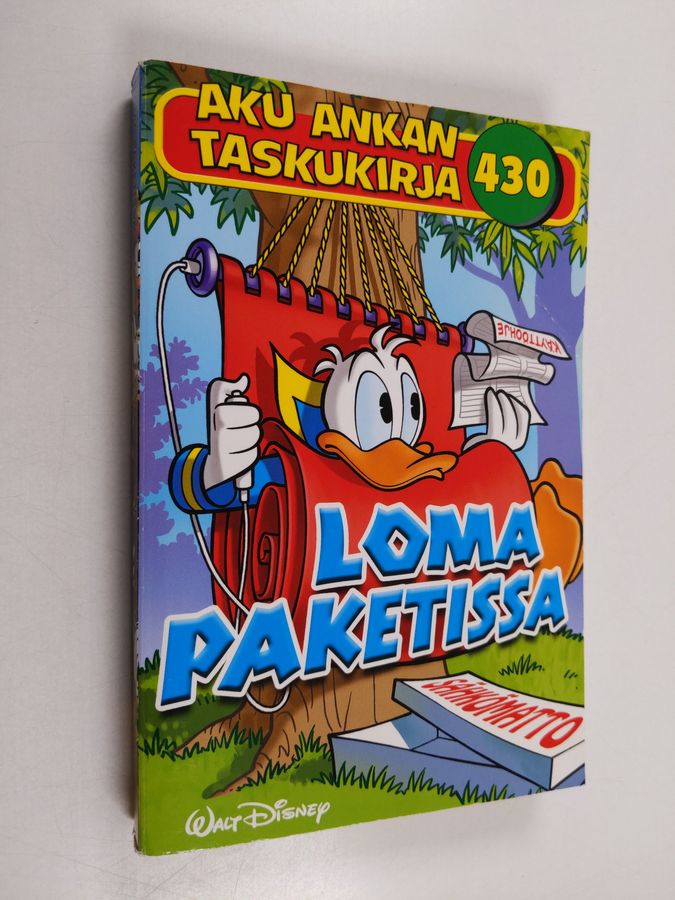 AKU ANKAN
TASKUKIRJA
430
KÄYTTÖOHJE
LOMA
PAKETISSA
SÄHKÖMATTO
WALT DISNEY